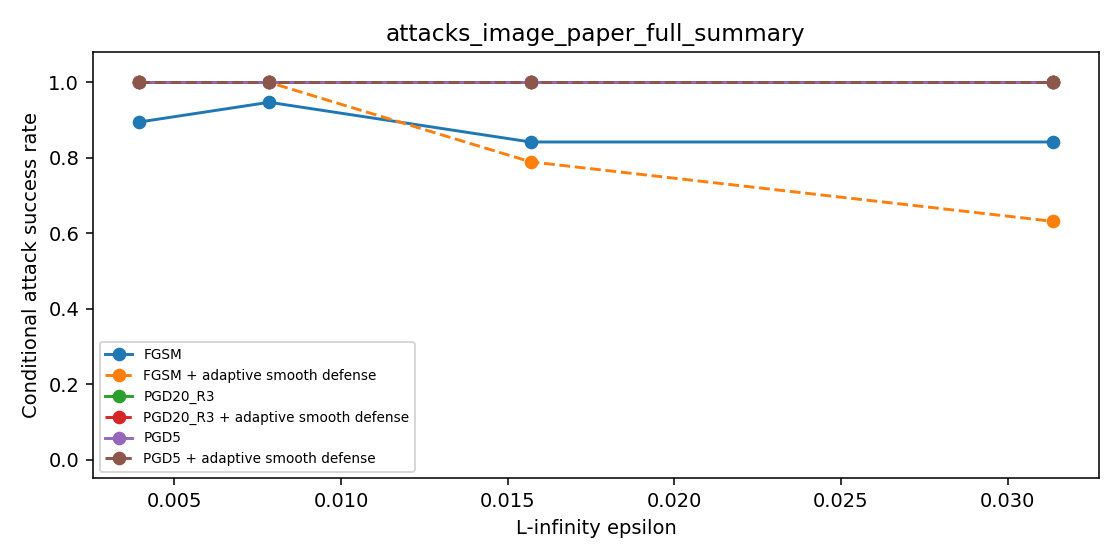 attacks_image_paper_full_summary
Conditional attack success rate
1.0
0.8
0.6
0.4
0.2
0.0
FGSM
FGSM + adaptive smooth defense
PGD20_R3
PGD20_R3 + adaptive smooth defense
PGD5
PGD5 + adaptive smooth defense
0.005 0.010 0.015 0.020 0.025 0.030
L-infinity epsilon